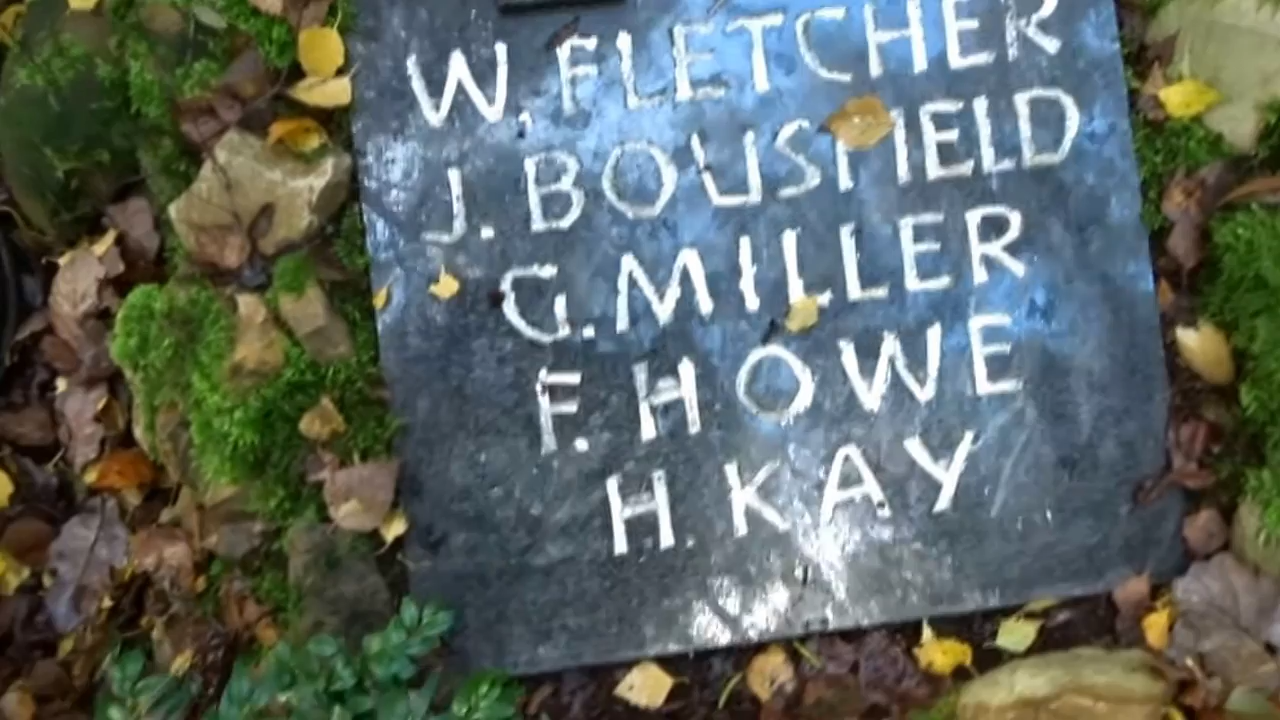 W. FLETCHER
J. BOUSFIELD
G. MILLER
F. HOWE
H. KAY